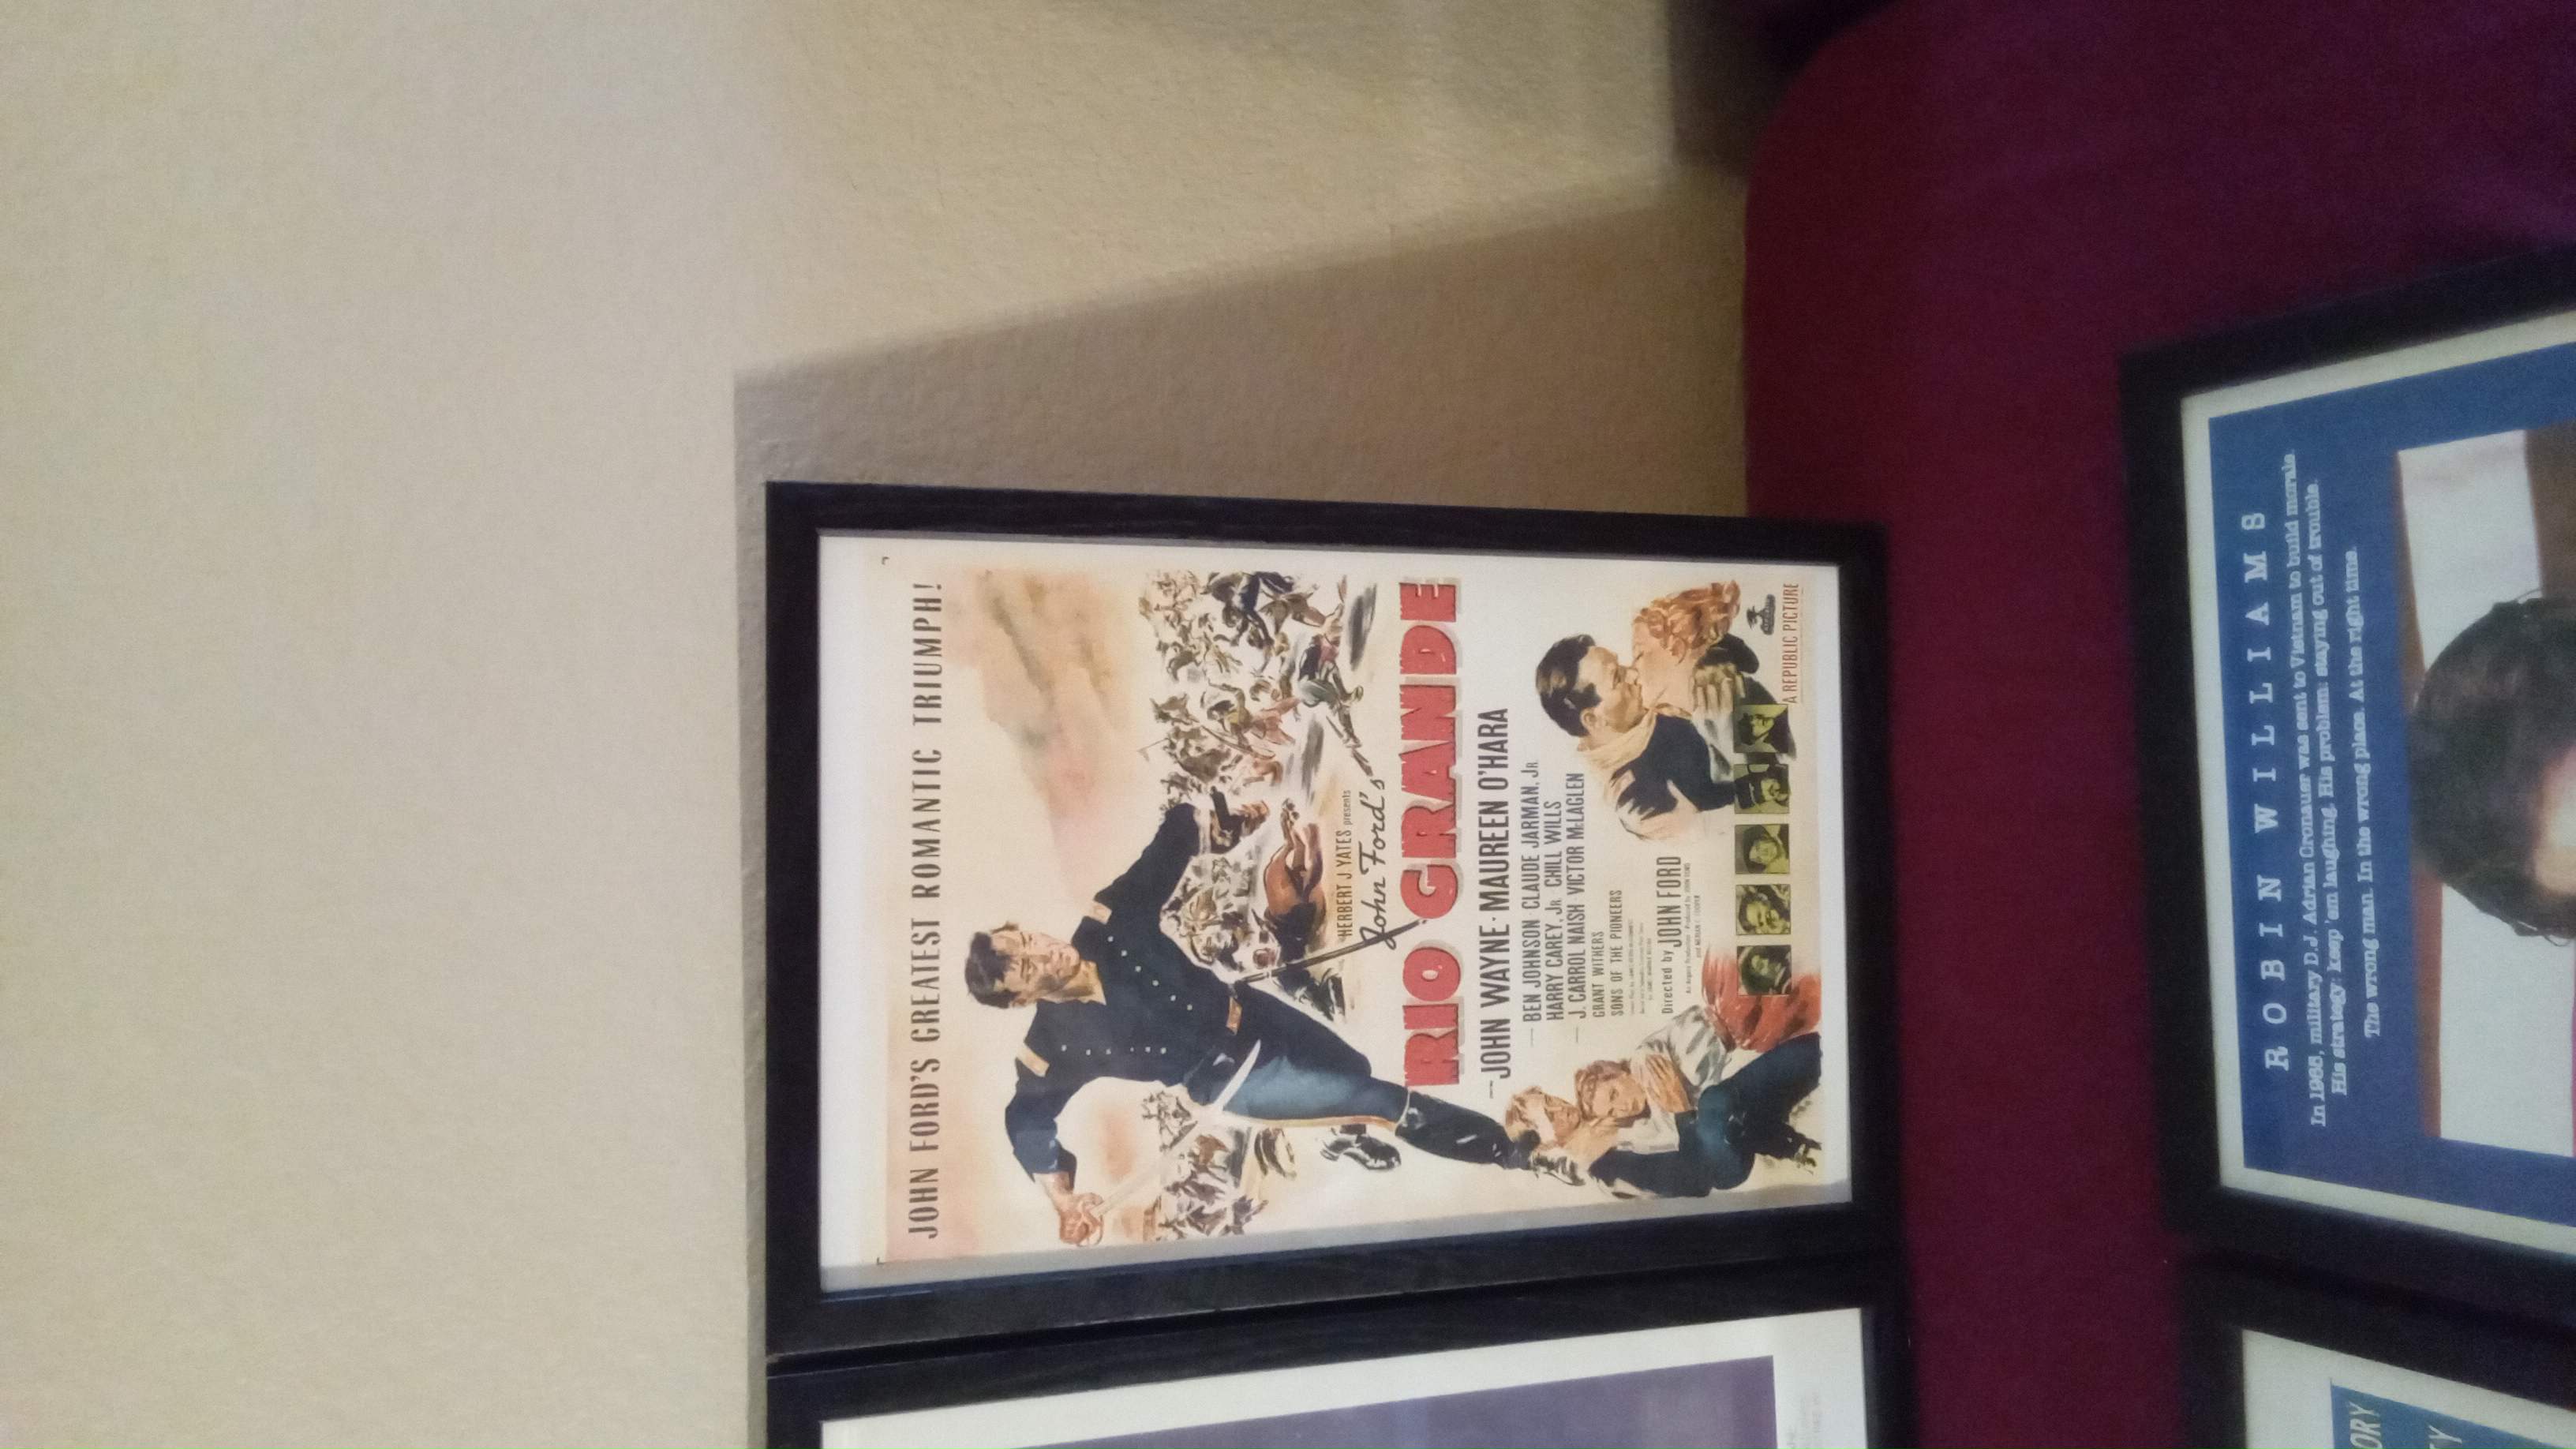 JOHN FORD'S GREATEST ROMANTIC TRIUMPH!
HERBERT J. YATES presents
John Ford's
RIO GRANDE
JOHN WAYNE · MAUREEN O'HARA
BEN JOHNSON · CLAUDE JARMAN, JR.
HARRY CAREY, JR. · CHILL WILLS
J. CARROL NAISH · VICTOR McLAGLEN
GRANT WITHERS
SONS OF THE PIONEERS
Directed by JOHN FORD
A REPUBLIC PICTURE
ROBIN WILLIAMS
In 1965, military D.J. Adrian Cronauer was sent to Vietnam to build morale.
His strategy: keep 'em laughing. His problem: staying out of trouble.
The wrong man. In the wrong place. At the right time.